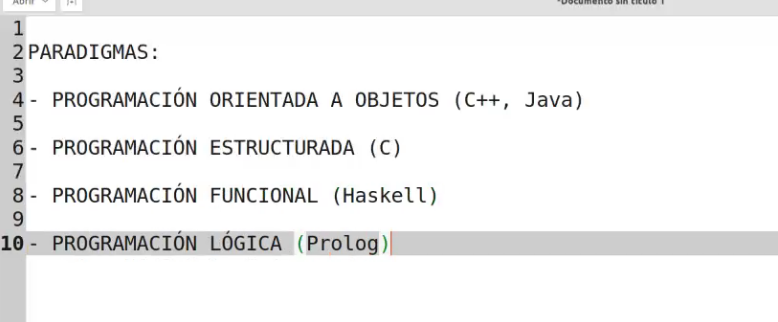 Abrir
*Documento sin título 1
1
2 PARADIGMAS:
3
4 - PROGRAMACIÓN ORIENTADA A OBJETOS (C++, Java)
5
6 - PROGRAMACIÓN ESTRUCTURADA (C)
7
8 - PROGRAMACIÓN FUNCIONAL (Haskell)
9
10 - PROGRAMACIÓN LÓGICA (Prolog)